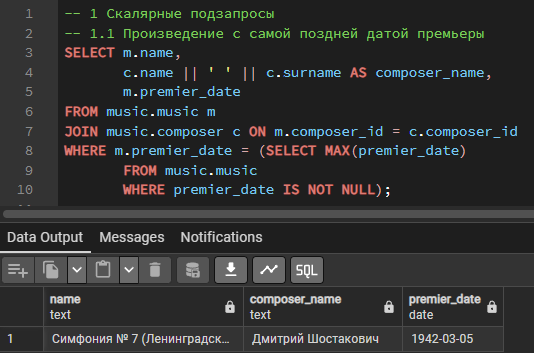 1 -- 1 Скалярные подзапросы
2 -- 1.1 Произведение с самой поздней датой премьеры
3 SELECT m.name,
4 c.name || ' ' || c.surname AS composer_name,
5 m.premier_date
6 FROM music.music m
7 JOIN music.composer c ON m.composer_id = c.composer_id
8 WHERE m.premier_date = (SELECT MAX(premier_date)
9 FROM music.music
10 WHERE premier_date IS NOT NULL);
Data Output Messages Notifications
SQL
name composer_name premier_date
text text date
1 Симфония № 7 (Ленинградск... Дмитрий Шостакович 1942-03-05